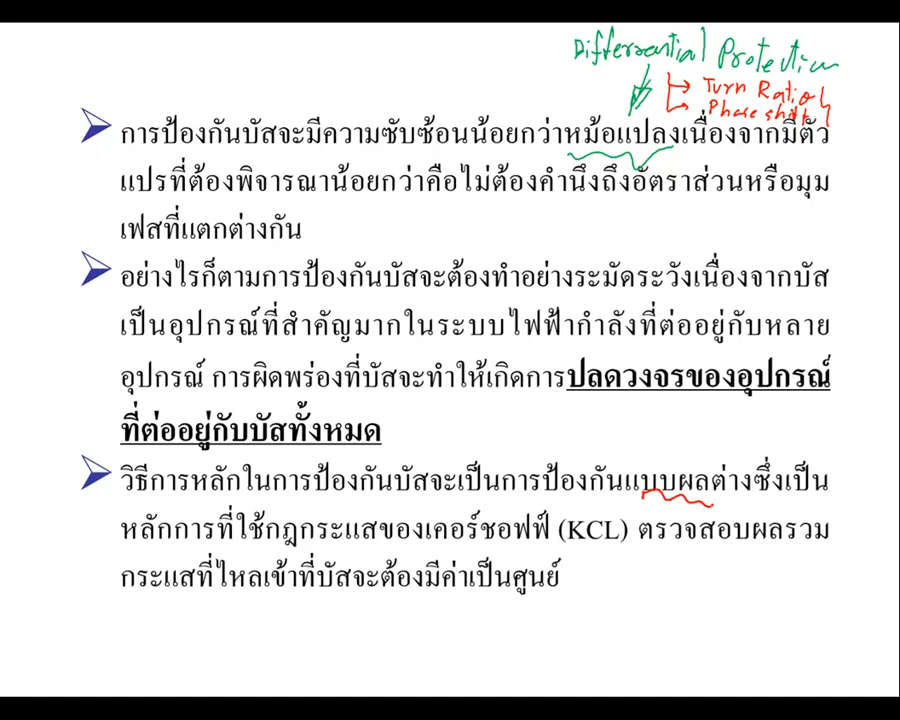 Differential Protection
Turn Ratio
Phase shift
การป้องกันบัสจะมีความซับซ้อนน้อยกว่าหม้อแปลงเนื่องจากมีตัว
แปรที่ต้องพิจารณาน้อยกว่าคือไม่ต้องคำนึงถึงอัตราส่วนหรือมุม
เฟสที่แตกต่างกัน
อย่างไรก็ตามการป้องกันบัสจะต้องทำอย่างระมัดระวังเนื่องจากบัส
เป็นอุปกรณ์ที่สำคัญมากในระบบไฟฟ้ากำลังที่ต่ออยู่กับหลาย
อุปกรณ์ การผิดพร่องที่บัสจะทำให้เกิดการปลดวงจรของอุปกรณ์
ที่ต่ออยู่กับบัสทั้งหมด
วิธีการหลักในการป้องกันบัสจะเป็นการป้องกันแบบผลต่างซึ่งเป็น
หลักการที่ใช้กฎกระแสของเคอร์ชอฟฟ์ (KCL) ตรวจสอบผลรวม
กระแสที่ไหลเข้าที่บัสจะต้องมีค่าเป็นศูนย์